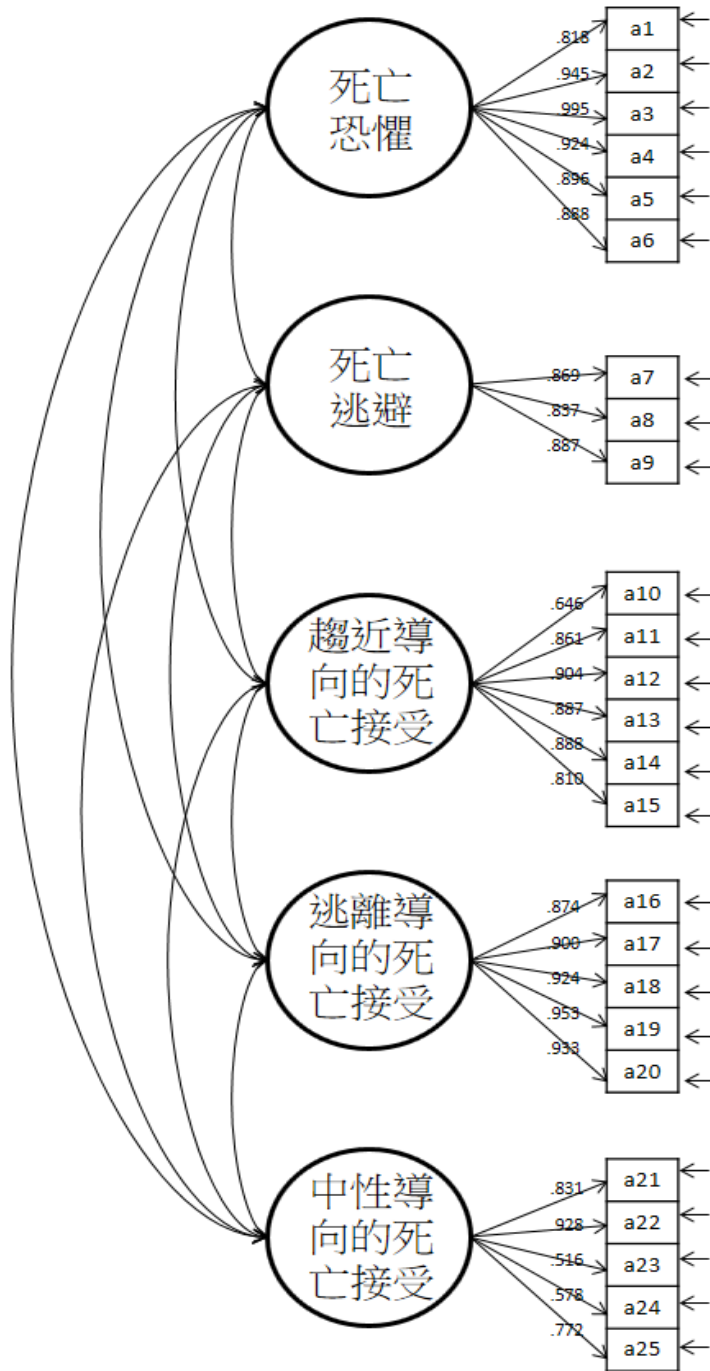 死亡
恐懼
.818
.945
.995
.924
.896
.888
a1
a2
a3
a4
a5
a6
死亡
逃避
.869
.837
.887
a7
a8
a9
趨近導
向的死
亡接受
.646
.861
.904
.887
.888
.810
a10
a11
a12
a13
a14
a15
逃離導
向的死
亡接受
.874
.900
.924
.953
.933
a16
a17
a18
a19
a20
中性導
向的死
亡接受
.831
.928
.516
.578
.772
a21
a22
a23
a24
a25